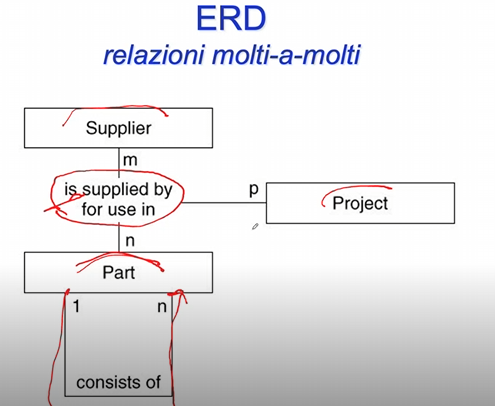 ERD
relazioni molti-a-molti
Supplier
m
is supplied by
for use in
p
Project
n
Part
1
n
consists of